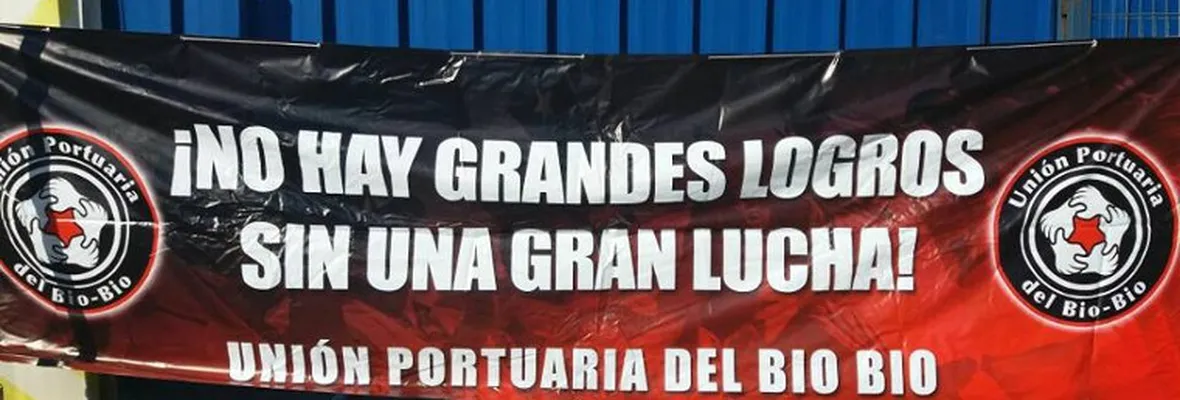 ¡NO HAY GRANDES LOGROS
SIN UNA GRAN LUCHA!
UNIÓN PORTUARIA DEL BIO BIO
Unión Portuaria
del Bio-Bio
Unión Portuaria
del Bio-Bio